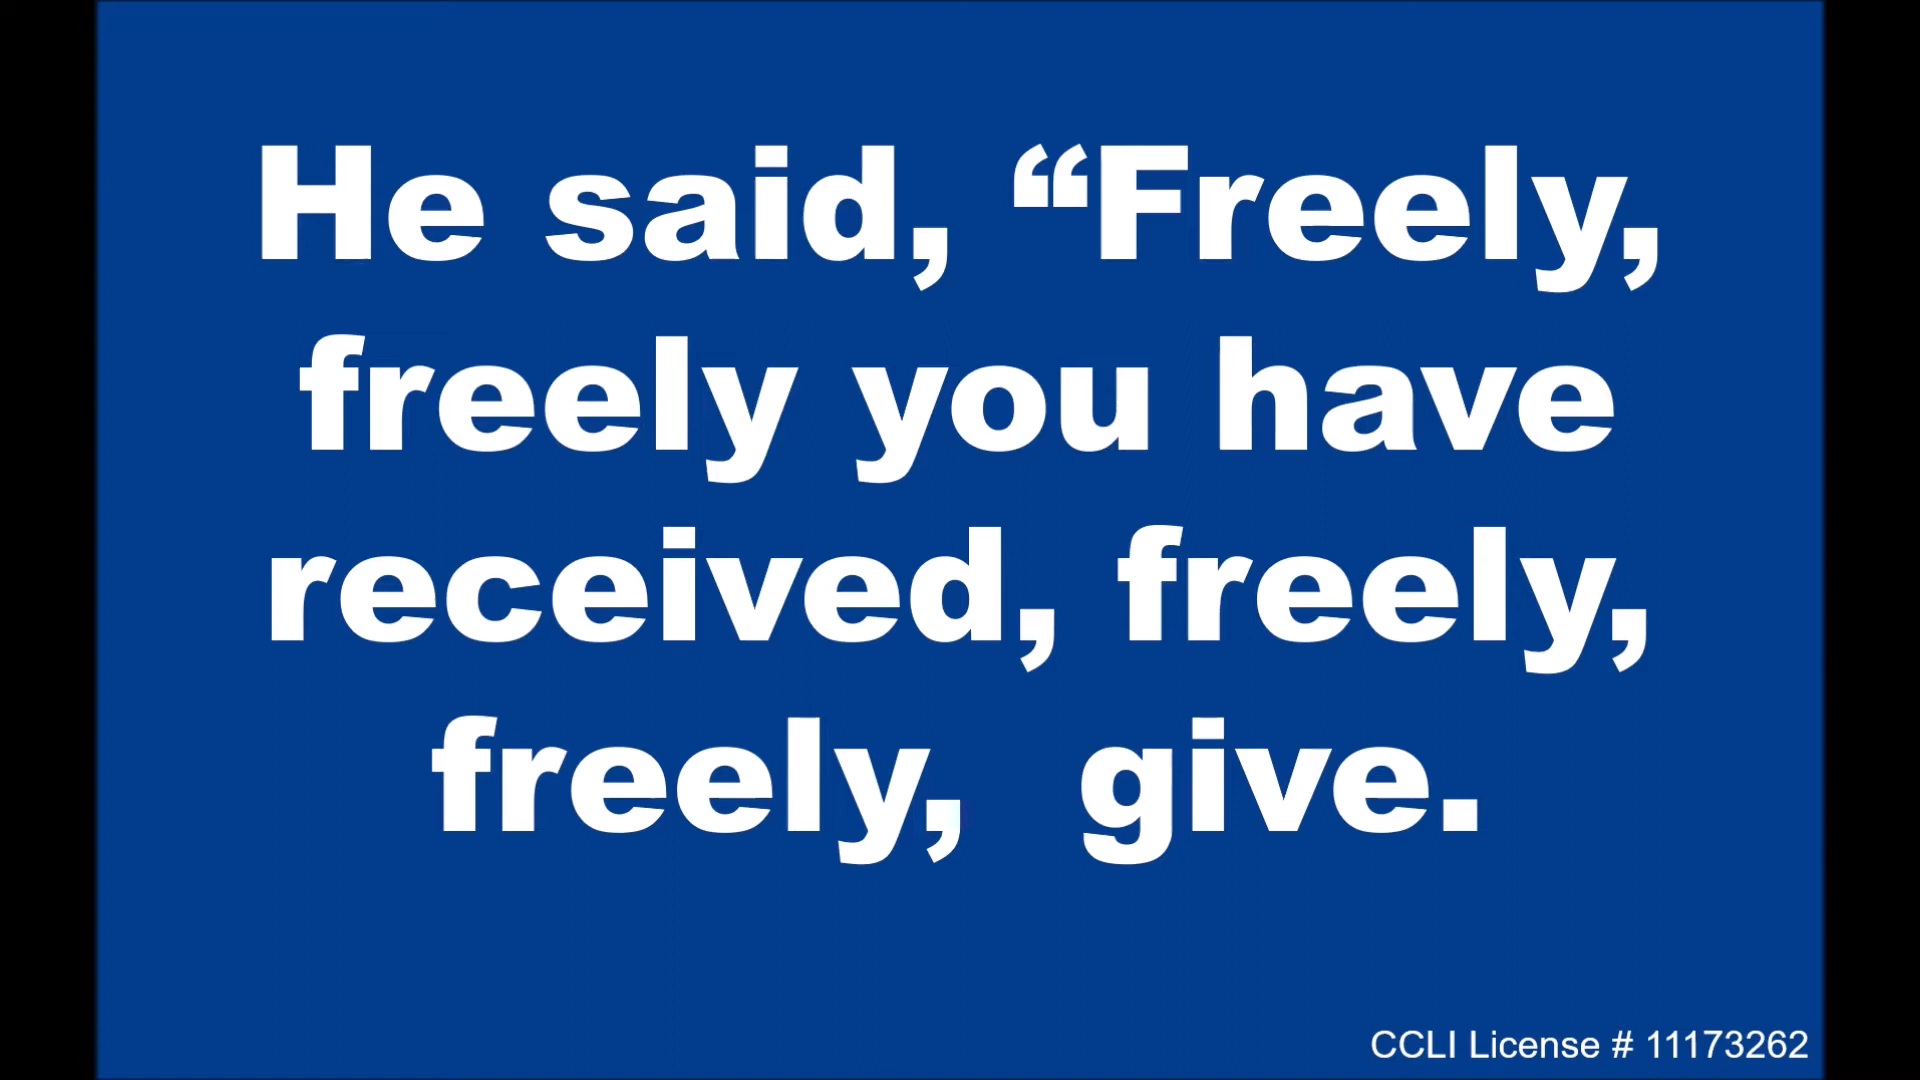 He said, “Freely,
freely you have
received, freely,
freely,  give.
CCLI License # 11173262